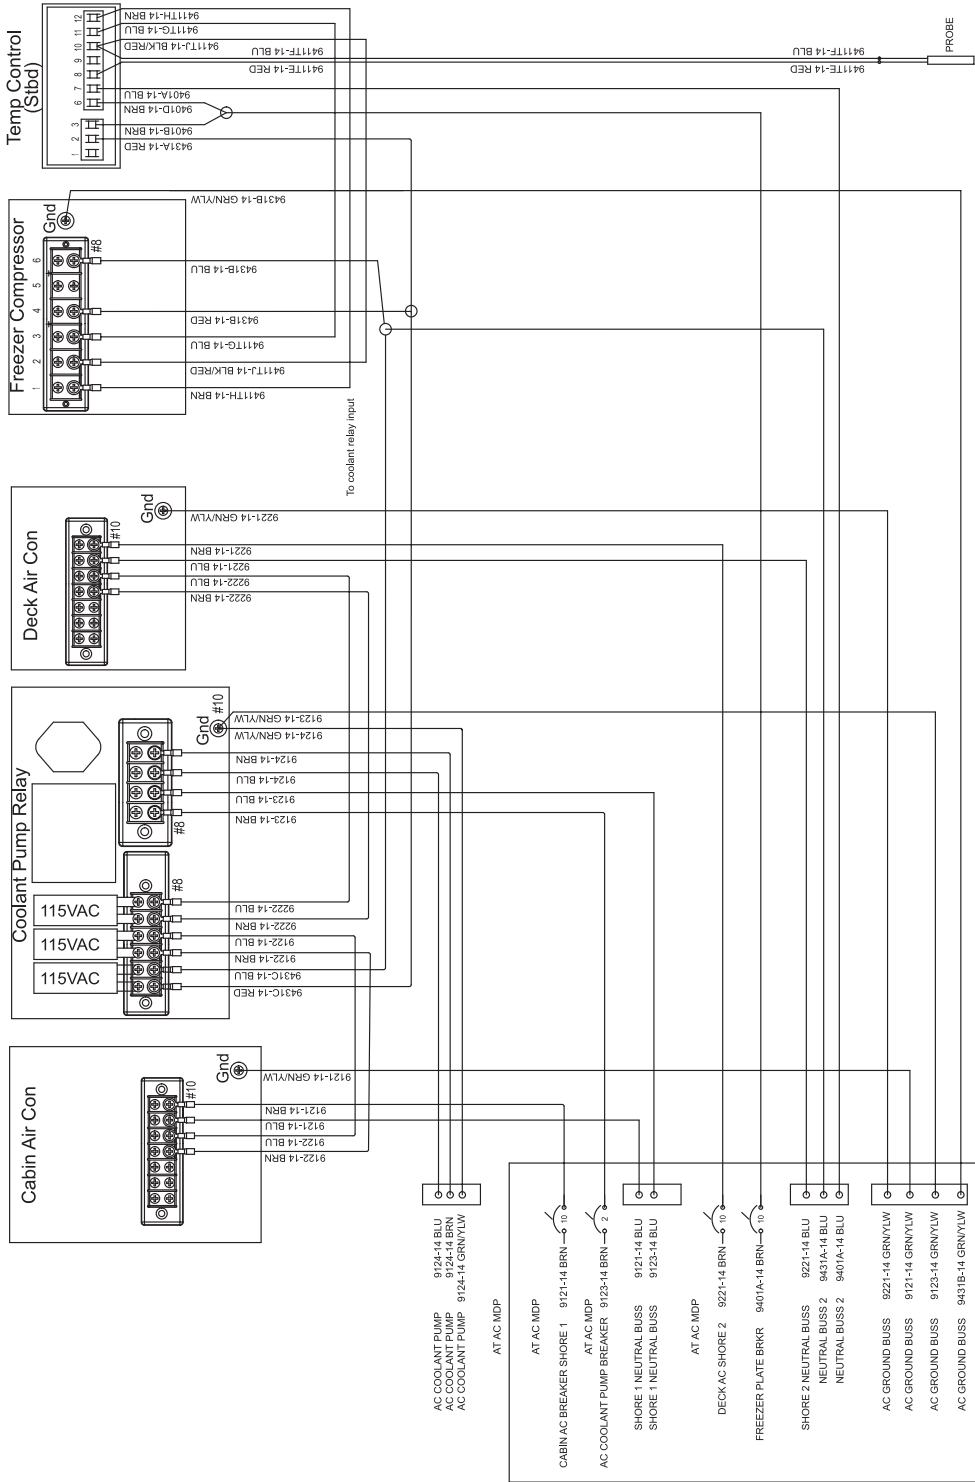 Temp Control
(Stbd)
12
11
10
9
8
7
6
3
2
1
9411TH-14 BRN
9411TG-14 BLU
9411TJ-14 BLK/RED
9411TF-14 BLU
9411TE-14 RED
9401A-14 BLU
9401D-14 BRN
9401B-14 BRN
9431A-14 RED
9411TF-14 BLU
9411TE-14 RED
PROBE
Freezer Compressor
Gnd
#8
6
5
4
3
2
1
9431B-14 GRN/YLW
9431B-14 BLU
9431B-14 RED
9411TG-14 BLU
9411TJ-14 BLK/RED
9411TH-14 BRN
To coolant relay input
Deck Air Con
Gnd
#10
9221-14 GRN/YLW
9221-14 BRN
9221-14 BLU
9222-14 BLU
9222-14 BRN
Coolant Pump Relay
Gnd
#10
#8
#8
115VAC
115VAC
115VAC
9123-14 GRN/YLW
9124-14 GRN/YLW
9124-14 BRN
9124-14 BLU
9123-14 BLU
9123-14 BRN
9222-14 BLU
9222-14 BRN
9122-14 BLU
9122-14 BRN
9431C-14 BLU
9431C-14 RED
Cabin Air Con
Gnd
#10
9121-14 GRN/YLW
9121-14 BRN
9121-14 BLU
9122-14 BLU
9122-14 BRN
AC COOLANT PUMP 9124-14 BLU
AC COOLANT PUMP 9124-14 BRN
AC COOLANT PUMP 9124-14 GRN/YLW
AT AC MDP
AT AC MDP
CABIN AC BREAKER SHORE 1 9121-14 BRN 10
AT AC MDP
AC COOLANT PUMP BREAKER 9123-14 BRN 2
SHORE 1 NEUTRAL BUSS 9121-14 BLU
SHORE 1 NEUTRAL BUSS 9123-14 BLU
AT AC MDP
DECK AC SHORE 2 9221-14 BRN 10
FREEZER PLATE BRKR 9401A-14 BRN 10
SHORE 2 NEUTRAL BUSS 9221-14 BLU
NEUTRAL BUSS 2 9431A-14 BLU
NEUTRAL BUSS 2 9401A-14 BLU
AC GROUND BUSS 9221-14 GRN/YLW
AC GROUND BUSS 9121-14 GRN/YLW
AC GROUND BUSS 9123-14 GRN/YLW
AC GROUND BUSS 9431B-14 GRN/YLW